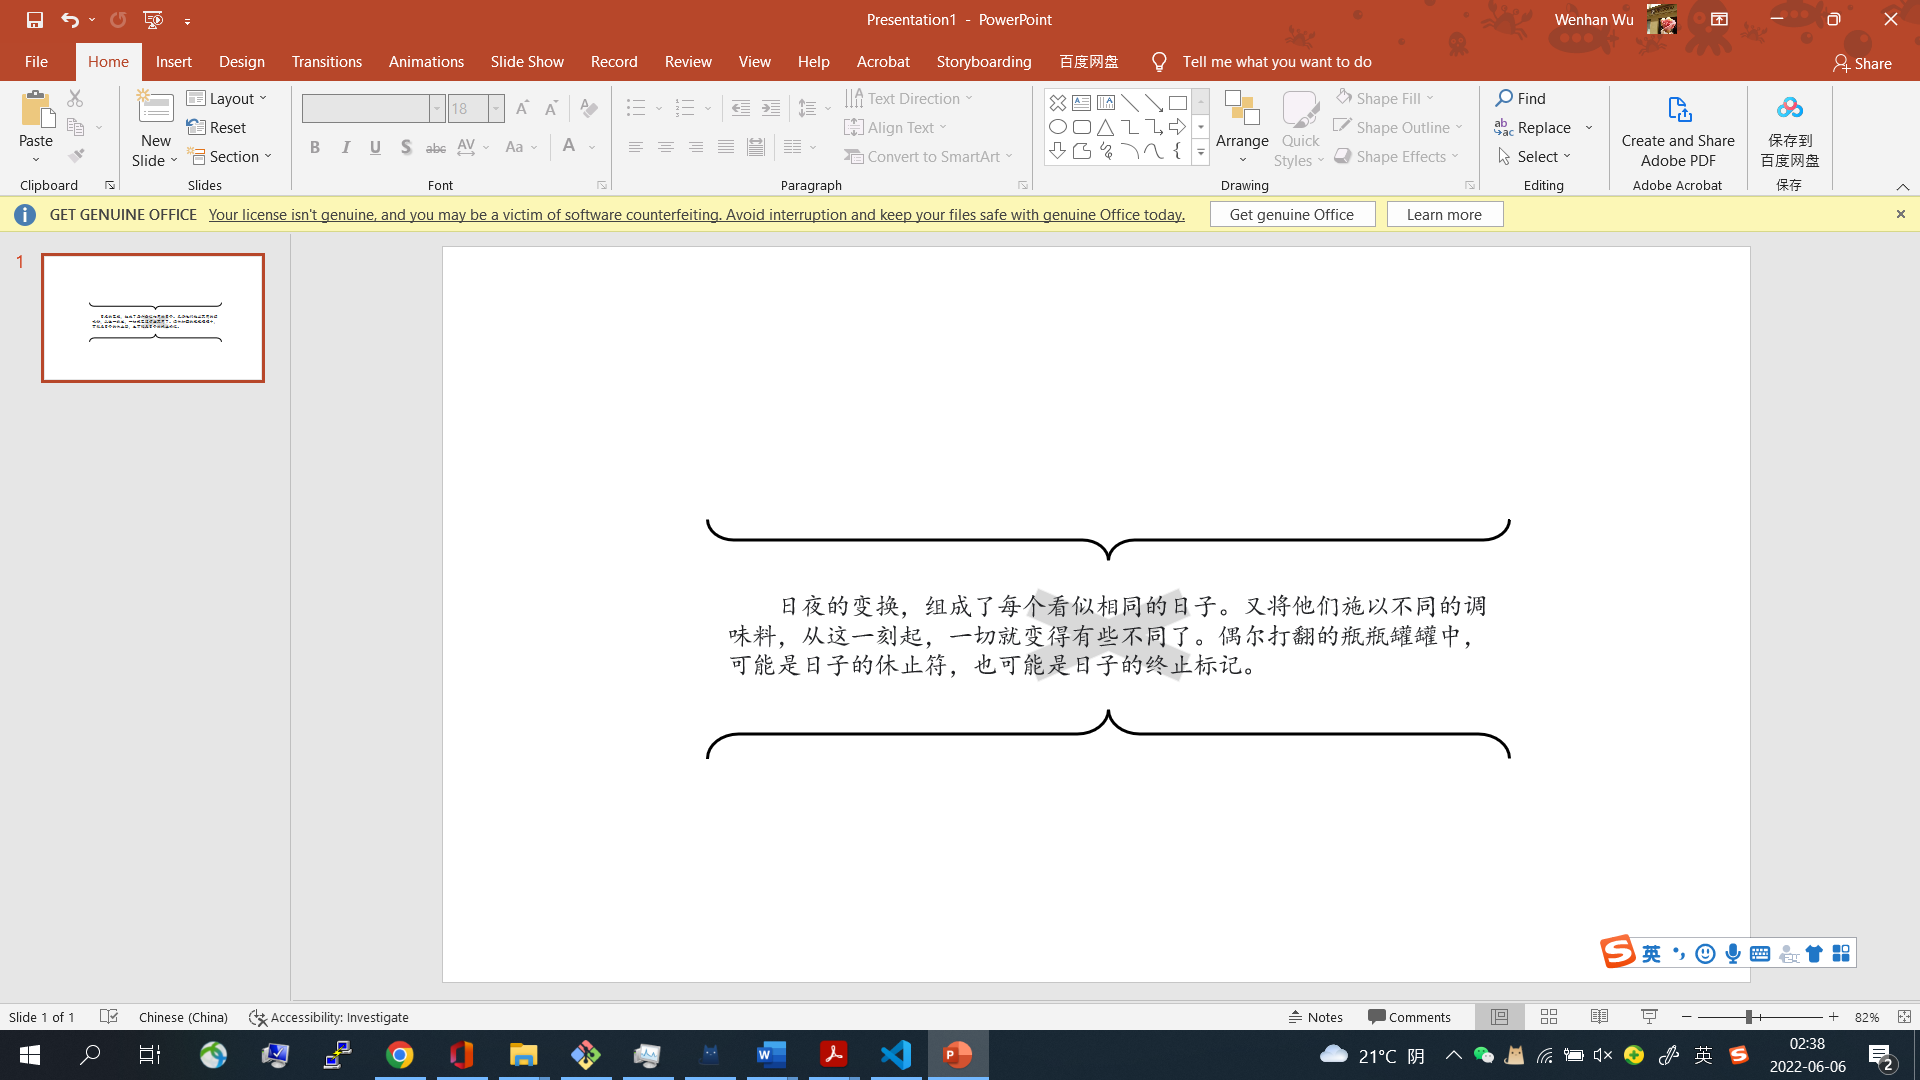 Presentation1 - PowerPoint
Wenhan Wu
File Home Insert Design Transitions Animations Slide Show Record Review View Help Acrobat Storyboarding 百度网盘 Tell me what you want to do Share
Paste
Clipboard
New Slide
Layout
Reset
Section
Slides
18
B I U S abc AV Aa A
Font
Text Direction
Align Text
Convert to SmartArt
Paragraph
Arrange
Quick Styles
Shape Fill
Shape Outline
Shape Effects
Drawing
Find
Replace
Select
Editing
Create and Share
Adobe PDF
Adobe Acrobat
保存到
百度网盘
保存
GET GENUINE OFFICE Your license isn't genuine, and you may be a victim of software counterfeiting. Avoid interruption and keep your files safe with genuine Office today. Get genuine Office Learn more
1
日夜的变换，组成了每个看似相同的日子。又将他们施以不同的调
味料，从这一刻起，一切就变得有些不同了。偶尔打翻的瓶瓶罐罐中，
可能是日子的休止符，也可能是日子的终止标记。
英
Slide 1 of 1 Chinese (China) Accessibility: Investigate Notes Comments 82%
21°C 阴 英
02:38
2022-06-06
2